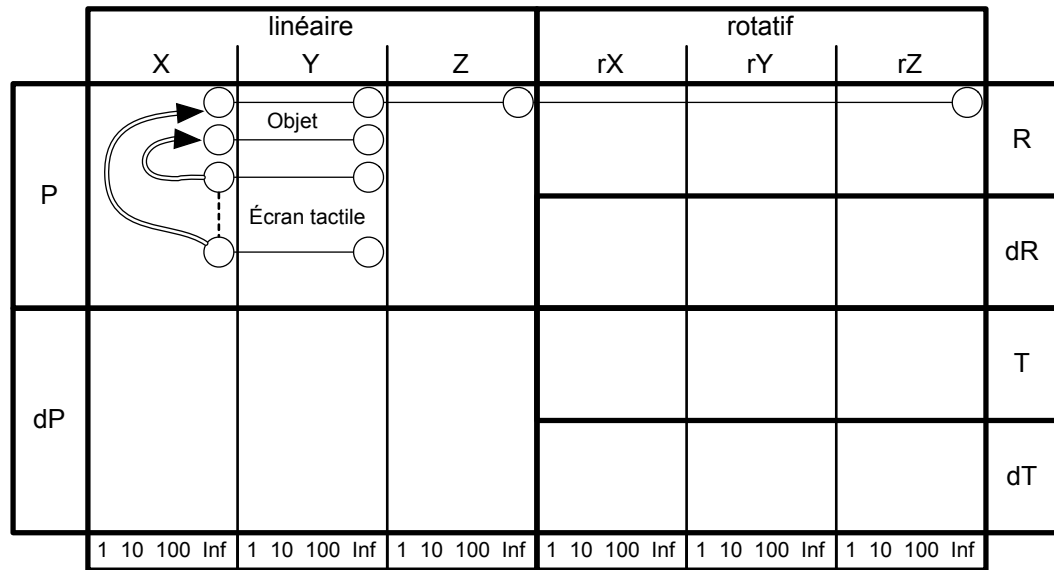 linéaire rotatif
X Y Z rX rY rZ
Objet
R
P
Écran tactile
dR
T
dP
dT
1 10 100 Inf 1 10 100 Inf 1 10 100 Inf 1 10 100 Inf 1 10 100 Inf 1 10 100 Inf